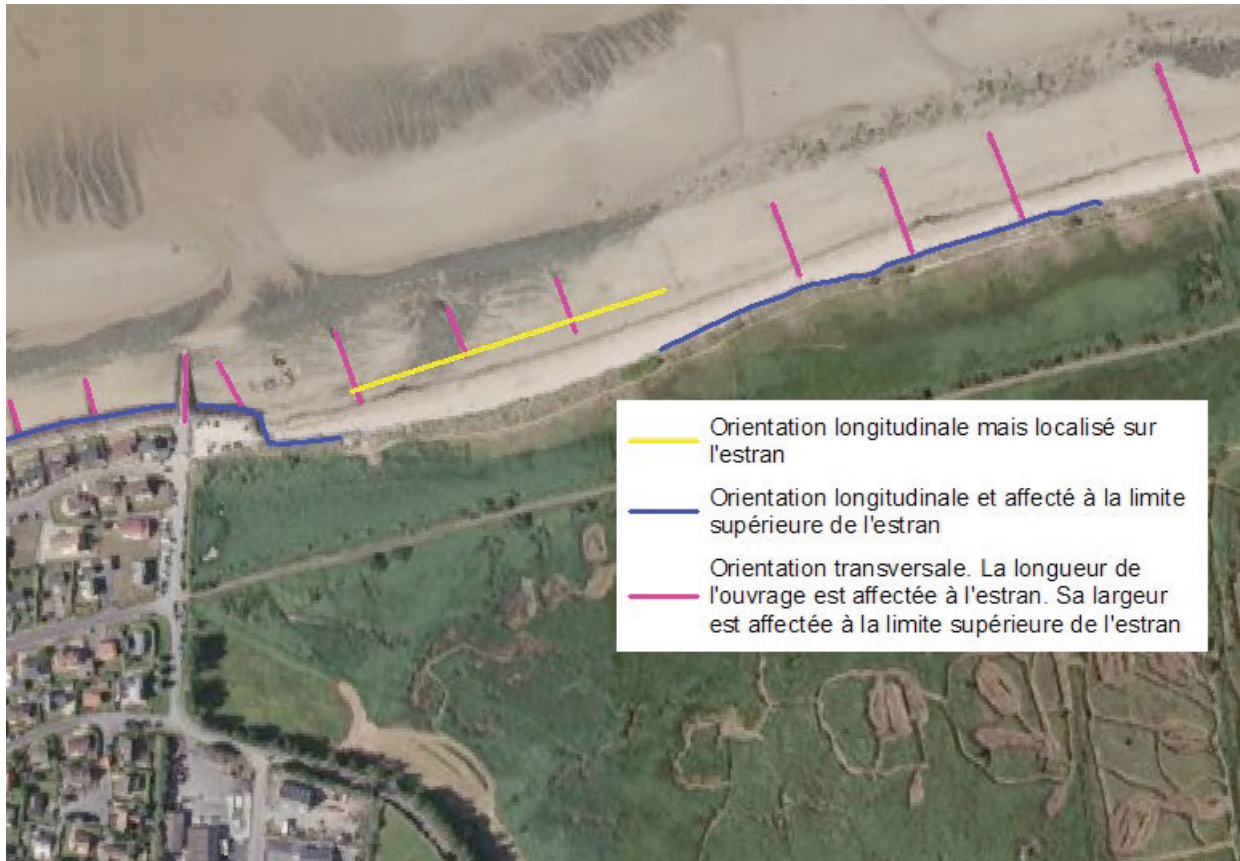 Orientation longitudinale mais localisé sur
l'estran
Orientation longitudinale et affecté à la limite
supérieure de l'estran
Orientation transversale. La longueur de
l'ouvrage est affectée à l'estran. Sa largeur
est affectée à la limite supérieure de l'estran